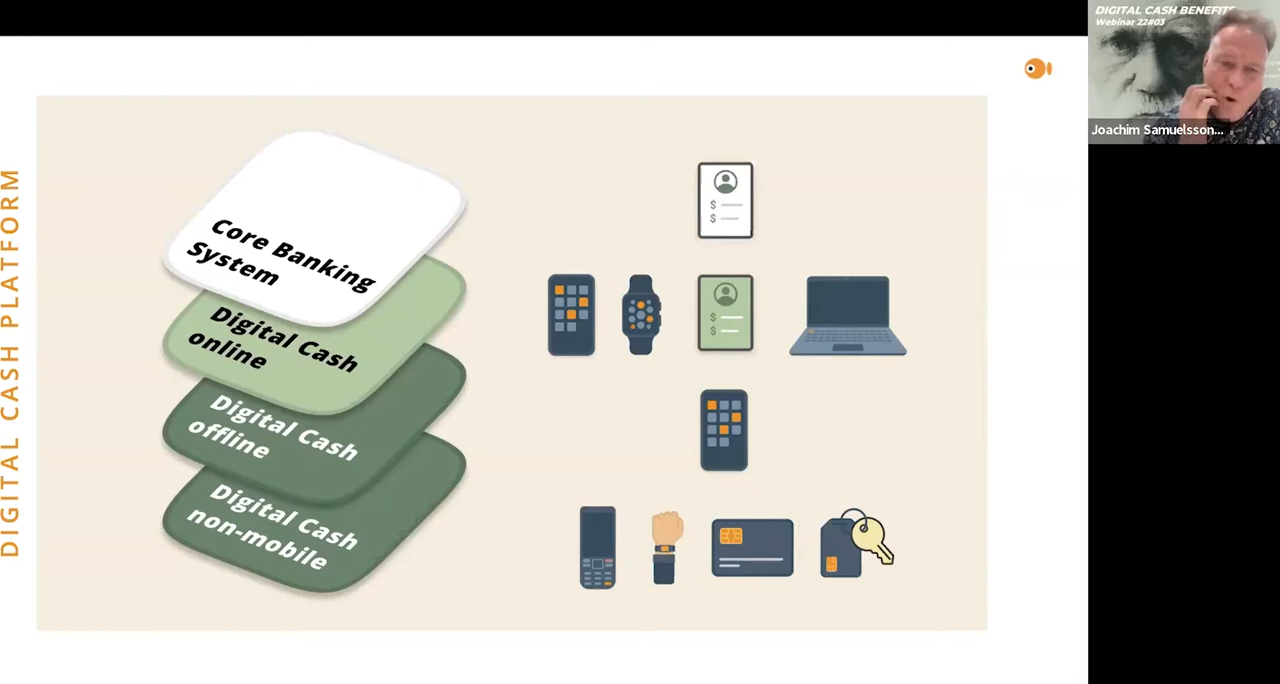 DIGITAL CASH PLATFORM
Core Banking
System
Digital Cash
online
Digital Cash
offline
Digital Cash
non-mobile
$
$
$
$
DIGITAL CASH BENEFITS
Webinar 22#03
Joachim Samuelsson...